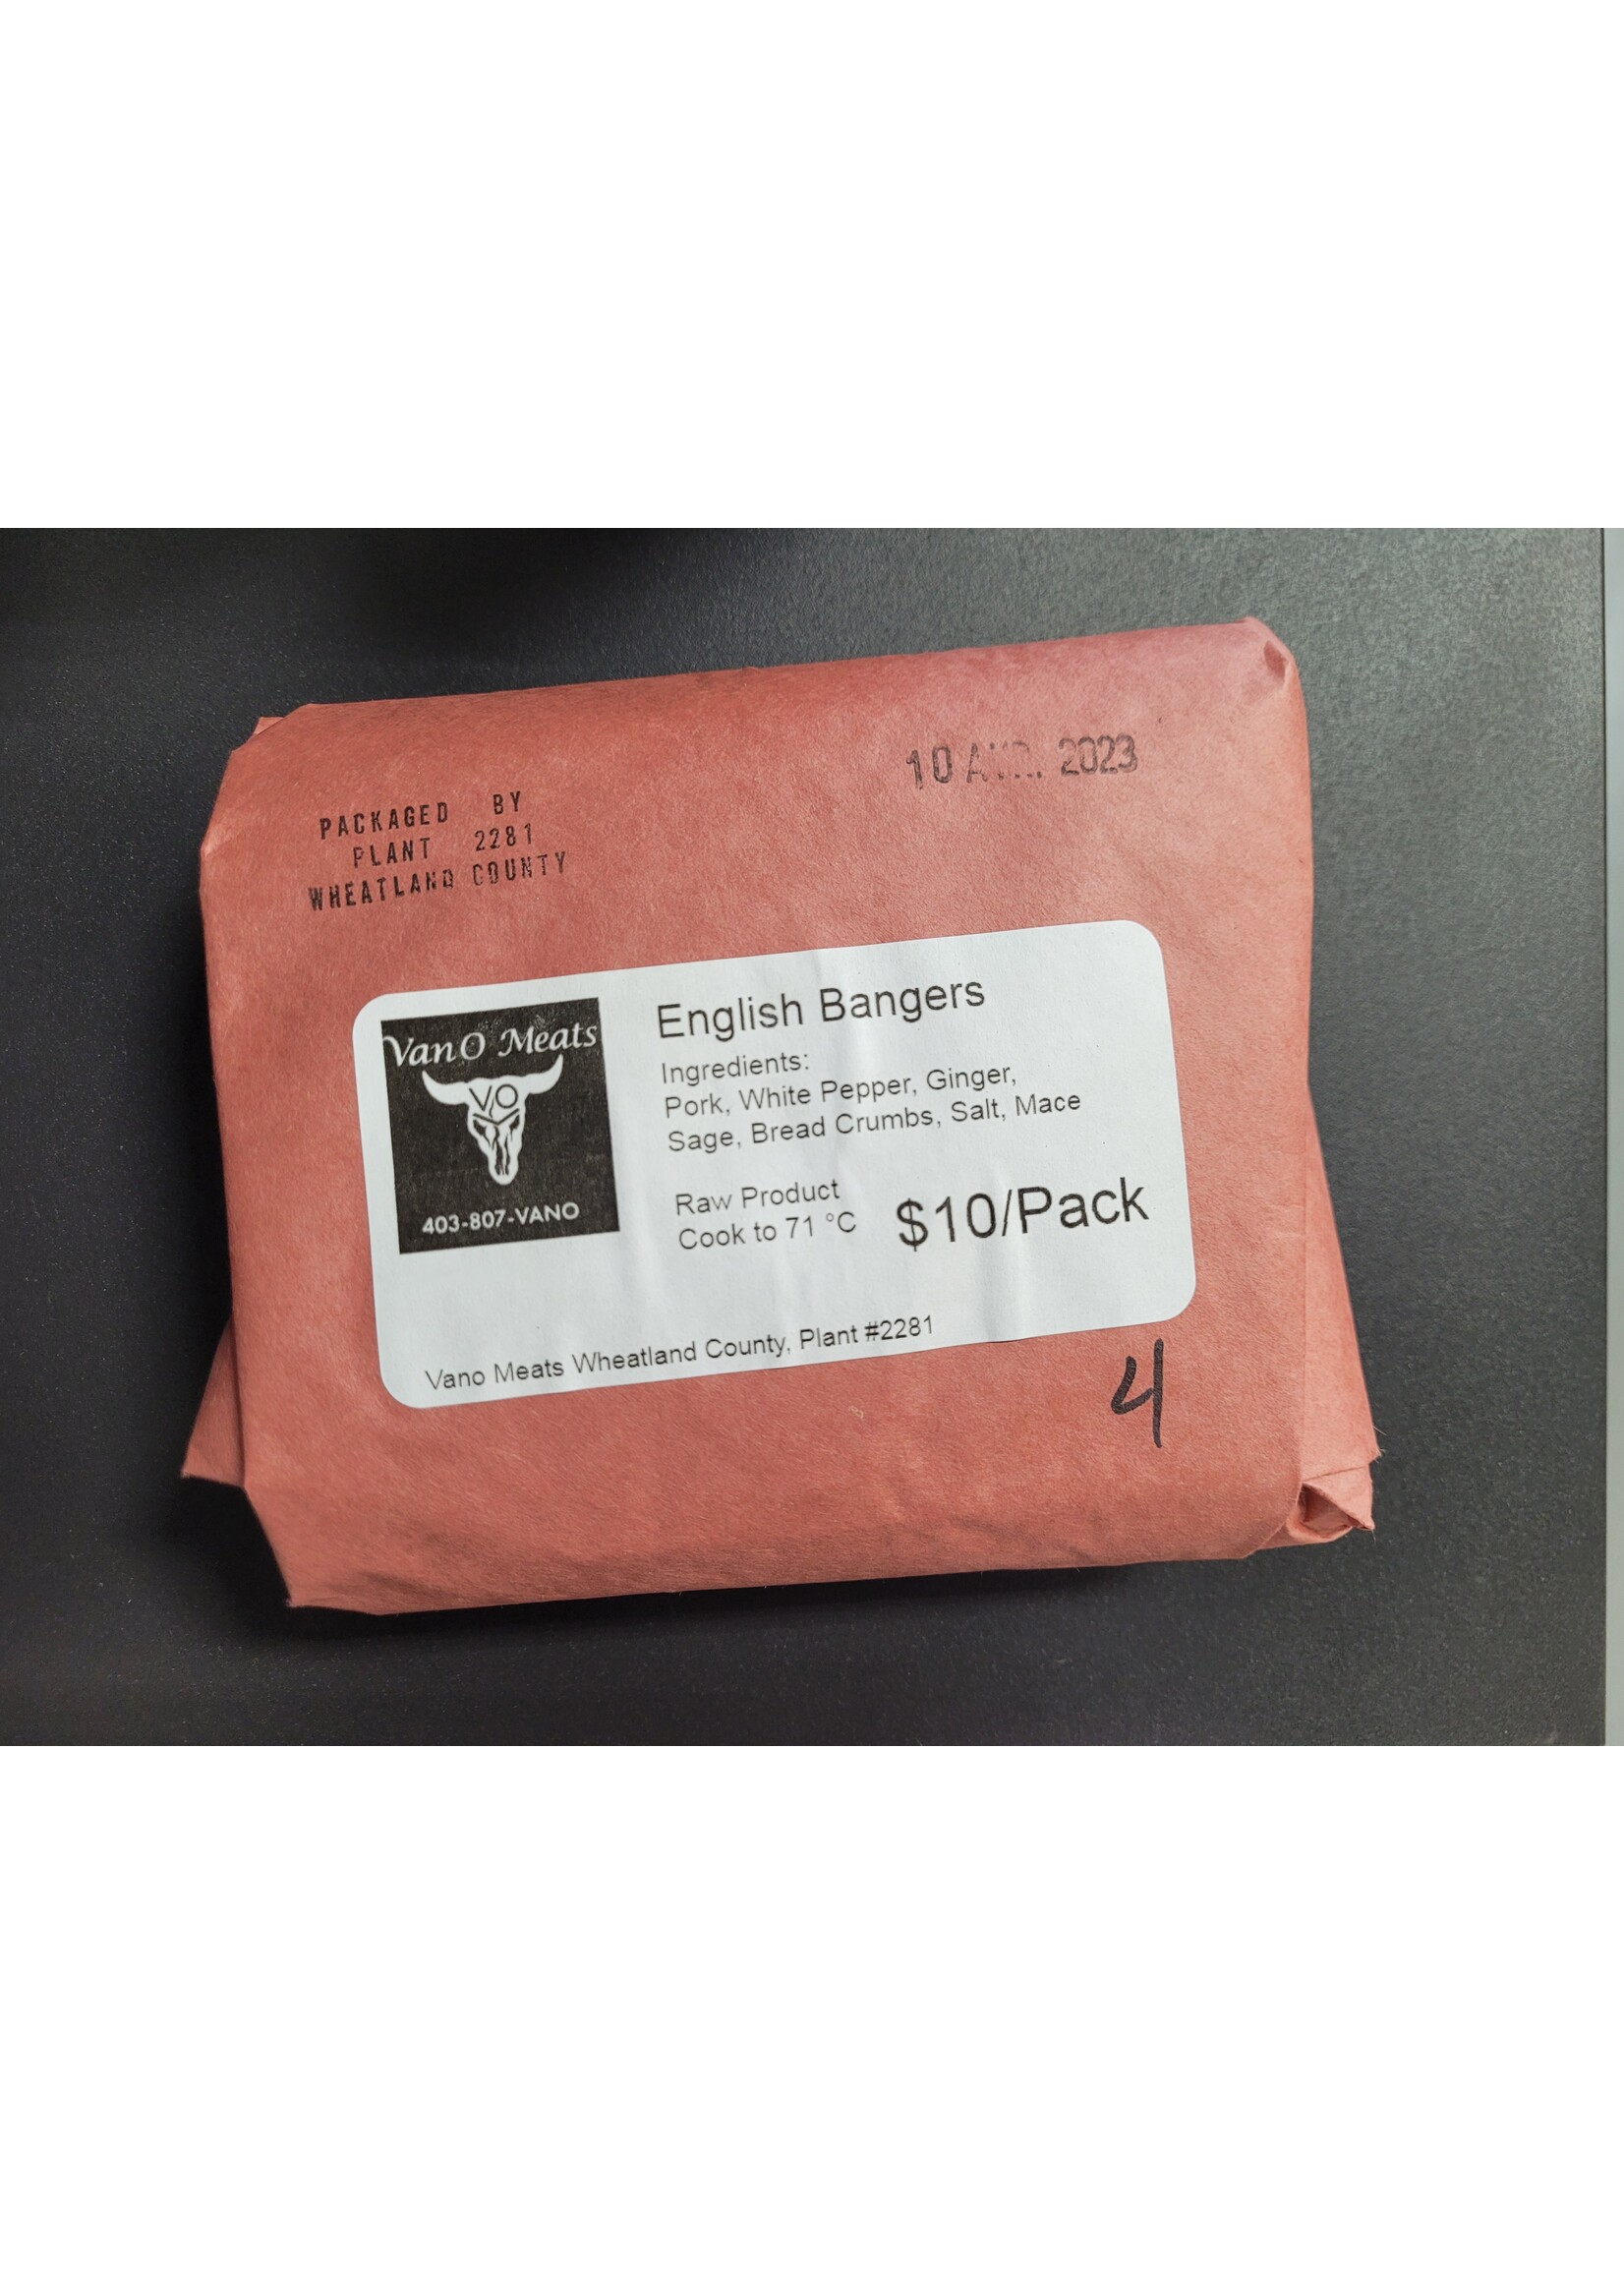 PACKAGED BY
PLANT 2281
WHEATLAND COUNTY
10 2023
VanO Meats
VO
403-807-VANO
English Bangers
Ingredients:
Pork, White Pepper, Ginger,
Sage, Bread Crumbs, Salt, Mace
Raw Product
Cook to 71 °C
$10/Pack
Vano Meats Wheatland County, Plant #2281
4